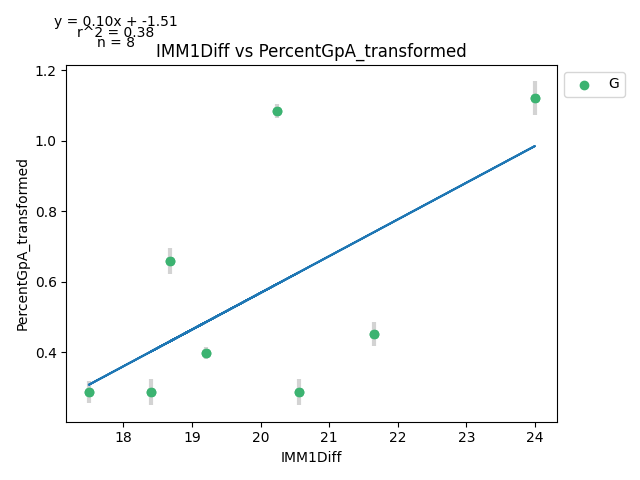 y = 0.10x + -1.51
r^2 = 0.38
n = 8
IMM1Diff vs PercentGpA_transformed
G
PercentGpA_transformed
1.2
1.0
0.8
0.6
0.4
18 19 20 21 22 23 24
IMM1Diff